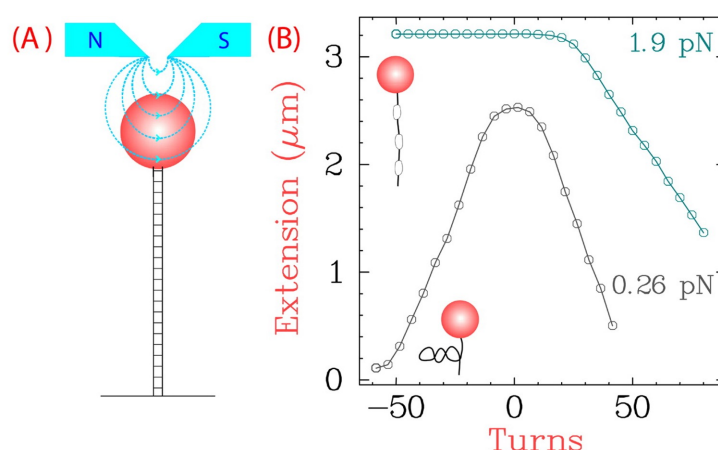 (A)
N
S
(B)
Extension (μm)
3
2
1
0
1.9 pN
0.26 pN
−50
0
50
Turns